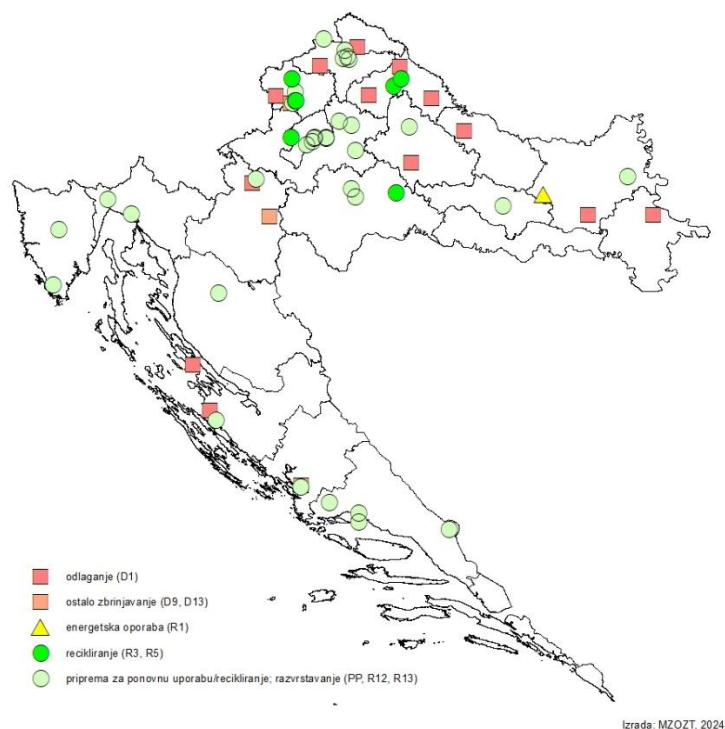 odlaganje (D1)
ostalo zbrinjavanje (D9, D13)
energetska oporaba (R1)
recikliranje (R3, R5)
priprema za ponovnu uporabu/recikliranje; razvrstavanje (PP, R12, R13)
Izrada: MZOZT, 2024